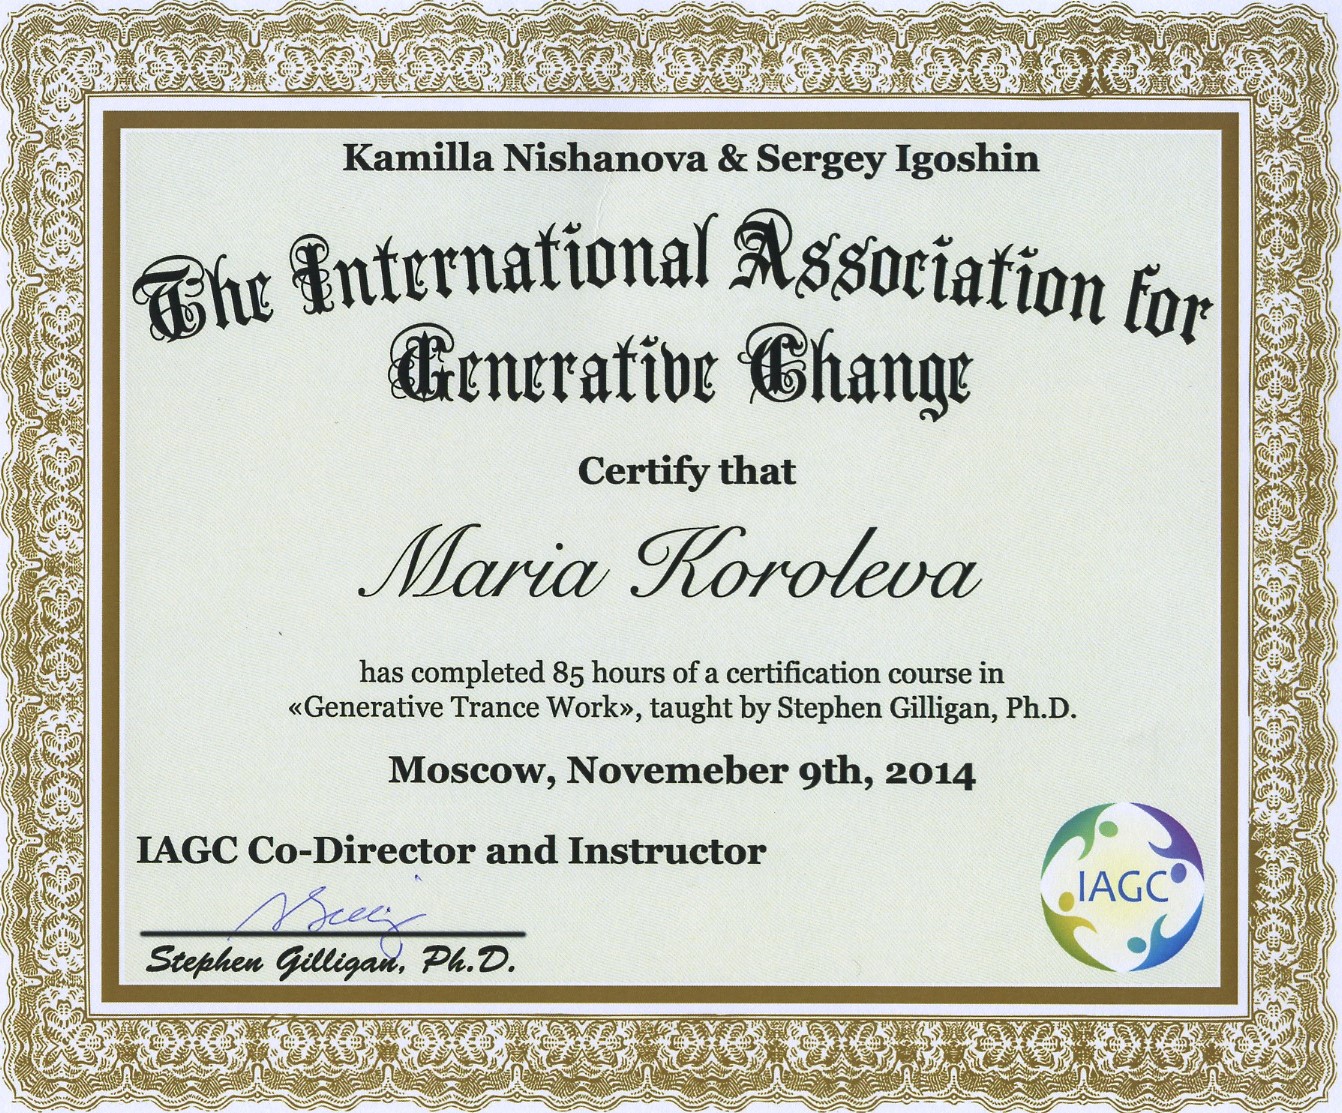 Kamilla Nishanova & Sergey Igoshin
The International Association for
Generative Change
Certify that
Maria Koroleva
has completed 85 hours of a certification course in
«Generative Trance Work», taught by Stephen Gilligan, Ph.D.
Moscow, Novemeber 9th, 2014
IAGC Co-Director and Instructor
Stephen Gilligan, Ph.D.
IAGC